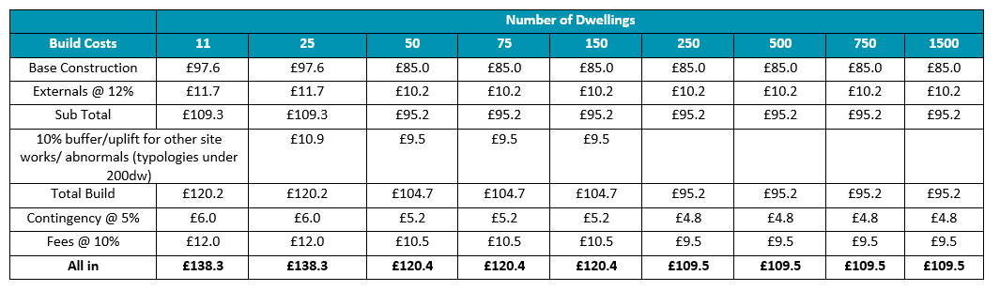 Number of Dwellings
Build Costs 11 25 50 75 150 250 500 750 1500
Base Construction £97.6 £97.6 £85.0 £85.0 £85.0 £85.0 £85.0 £85.0 £85.0
Externals @ 12% £11.7 £11.7 £10.2 £10.2 £10.2 £10.2 £10.2 £10.2 £10.2
Sub Total £109.3 £109.3 £95.2 £95.2 £95.2 £95.2 £95.2 £95.2 £95.2
10% buffer/uplift for other site £10.9 £9.5 £9.5 £9.5
works/ abnormals (typologies under
200dw)
Total Build £120.2 £120.2 £104.7 £104.7 £104.7 £95.2 £95.2 £95.2 £95.2
Contingency @ 5% £6.0 £6.0 £5.2 £5.2 £5.2 £4.8 £4.8 £4.8 £4.8
Fees @ 10% £12.0 £12.0 £10.5 £10.5 £10.5 £9.5 £9.5 £9.5 £9.5
All in £138.3 £138.3 £120.4 £120.4 £120.4 £109.5 £109.5 £109.5 £109.5